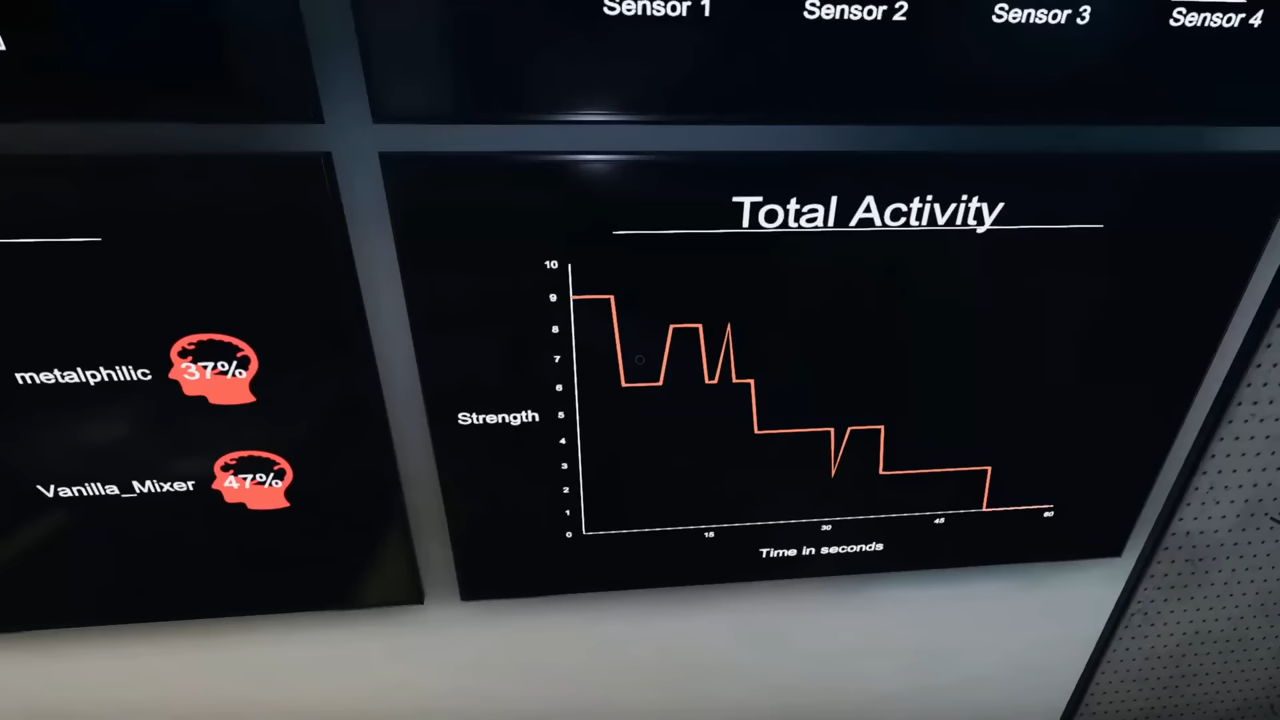 Sensor 1
Sensor 2
Sensor 3
Sensor 4
metalphilic
37%
Vanilla_Mixer
47%
Total Activity
Strength
10
9
8
7
6
5
4
3
2
1
0
15
30
45
60
Time in seconds